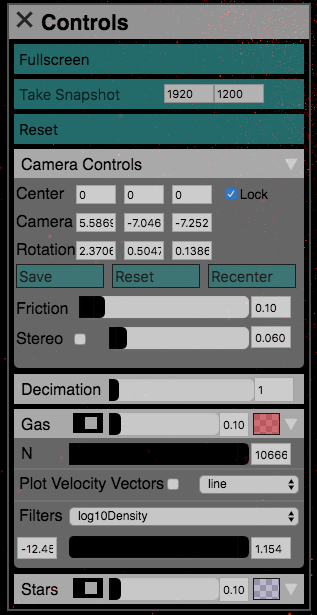 Controls
Fullscreen
Take Snapshot 1920 1200
Reset
Camera Controls
Center 0 0 0 Lock
Camera 5.5869 -7.046 -7.252
Rotation 2.3706 0.5047 0.1386
Save Reset Recenter
Friction 0.10
Stereo 0.060
Decimation 1
Gas 0.10
N 10666
Plot Velocity Vectors line
Filters log10Density
-12.45 1.154
Stars 0.10